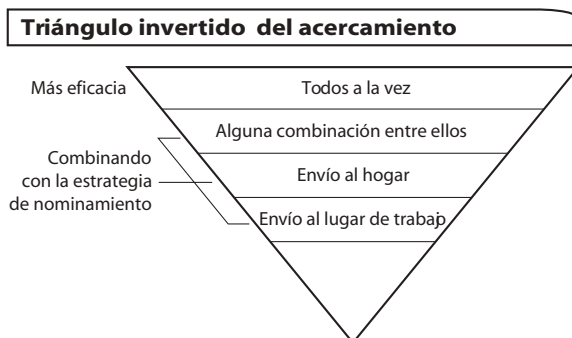 Triángulo invertido del acercamiento
Más eficacia
Todos a la vez
Alguna combinación entre ellos
Combinando
con la estrategia
de nominamiento
Envío al hogar
Envío al lugar de trabajo